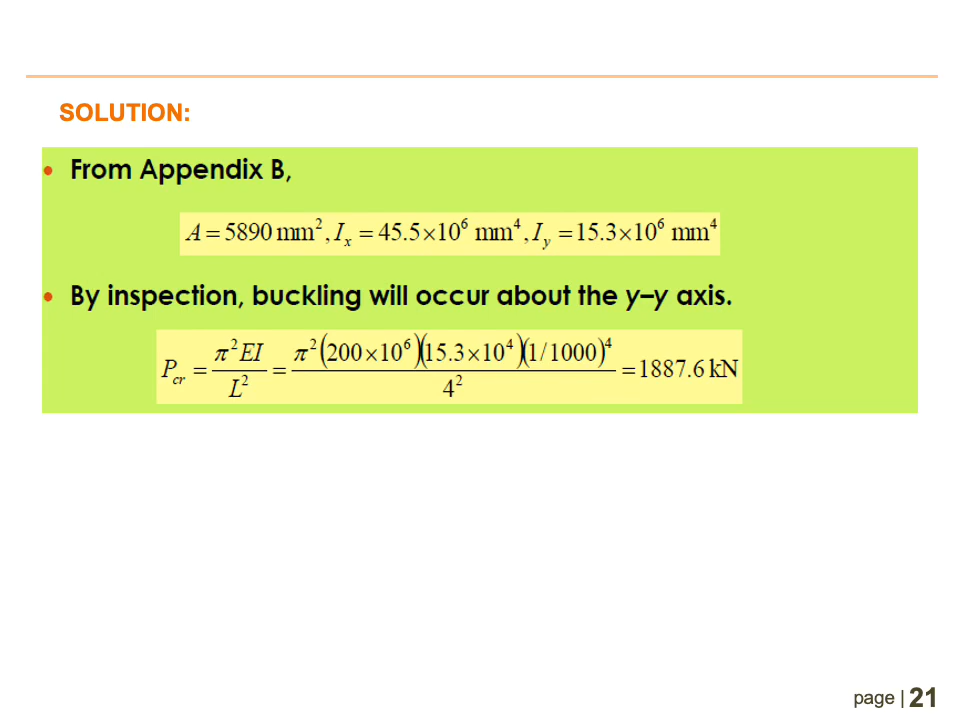 SOLUTION:
• From Appendix B,
A = 5890 mm², I_x = 45.5×10⁶ mm⁴, I_y = 15.3×10⁶ mm⁴
• By inspection, buckling will occur about the y–y axis.
P_cr = π²EI / L² = π²(200×10⁶)(15.3×10⁴)(1/1000)⁴ / 4² = 1887.6 kN
page | 21